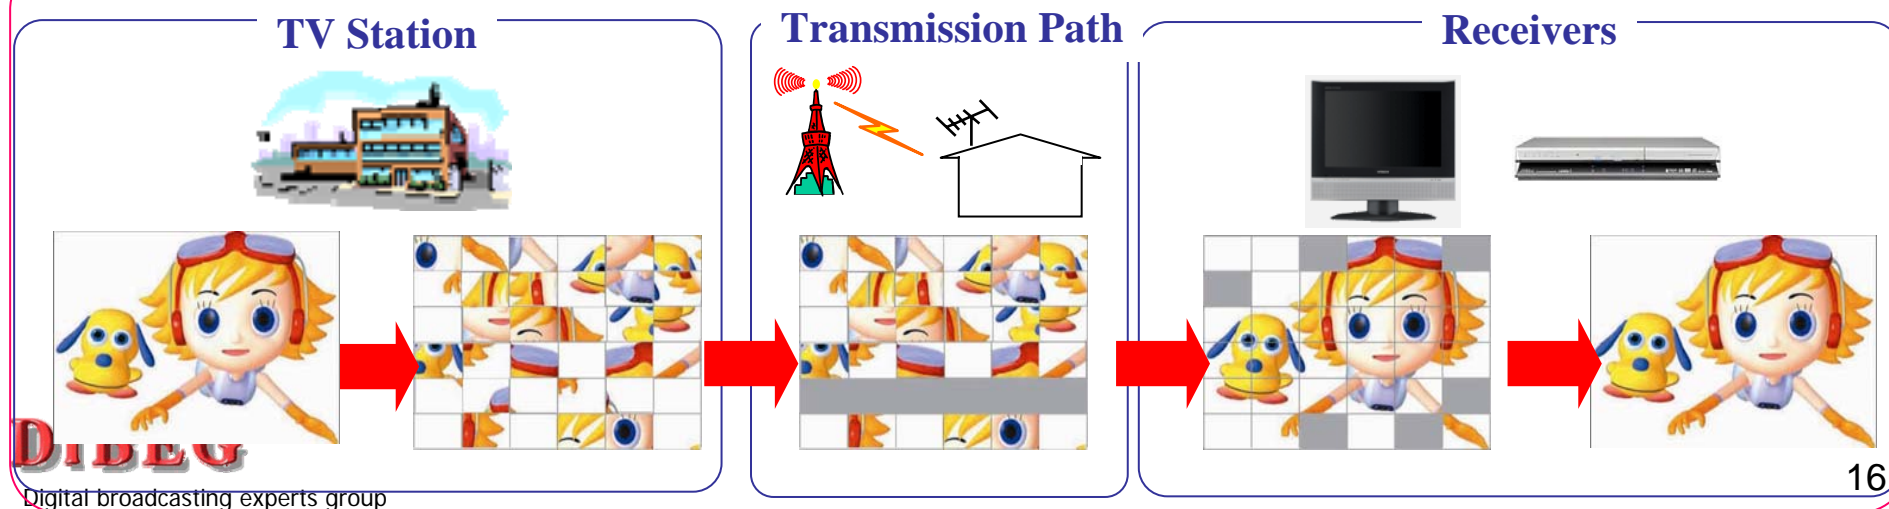 TV Station
Transmission Path
Receivers
DiBEG
Digital broadcasting experts group
16